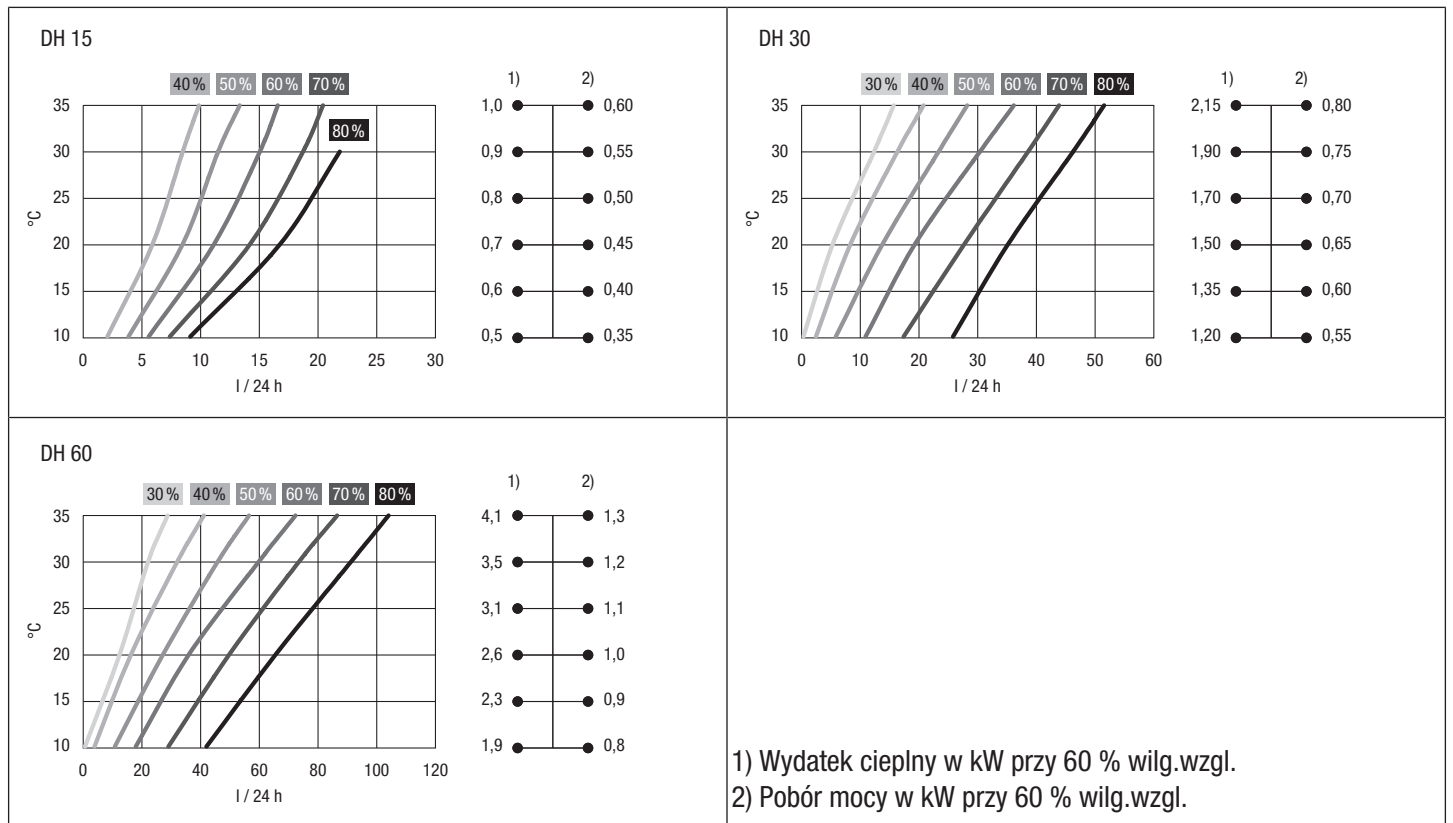 DH 15
40 % 50 % 60 % 70 % 1) 2)
35 1,0 0,60
80 %
30 0,9 0,55
25 0,8 0,50
°C
20 0,7 0,45
15 0,6 0,40
10 0,5 0,35
0 5 10 15 20 25 30
l / 24 h
DH 30
30 % 40 % 50 % 60 % 70 % 80 % 1) 2)
35 2,15 0,80
30 1,90 0,75
25 1,70 0,70
°C
20 1,50 0,65
15 1,35 0,60
10 1,20 0,55
0 10 20 30 40 50 60
l / 24 h
DH 60
30 % 40 % 50 % 60 % 70 % 80 % 1) 2)
35 4,1 1,3
30 3,5 1,2
25 3,1 1,1
°C
20 2,6 1,0
15 2,3 0,9
10 1,9 0,8
0 20 40 60 80 100 120
l / 24 h
1) Wydatek cieplny w kW przy 60 % wilg.wzgl.
2) Pobór mocy w kW przy 60 % wilg.wzgl.